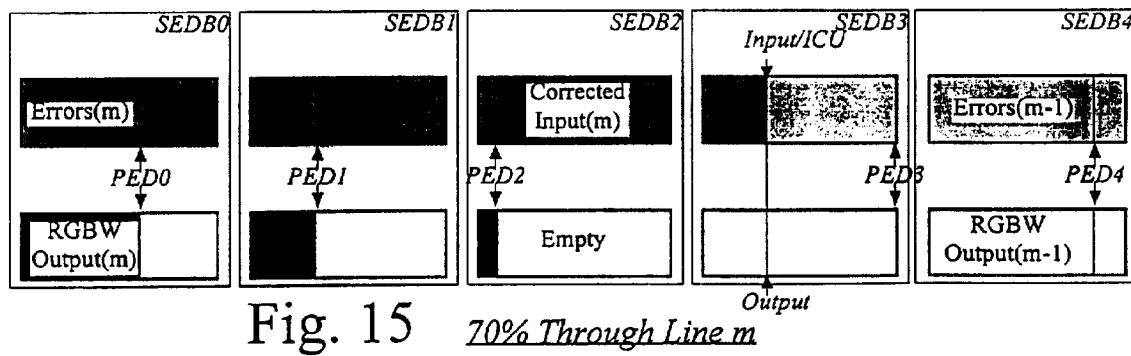 SEDB0
SEDB1
SEDB2
Input/ICU
SEDB3
SEDB4
Errors(m)
Corrected
Input(m)
Errors(m-1)
PED0
PED1
PED2
PED3
PED4
RGBW
Output(m)
Empty
RGBW
Output(m-1)
Output
Fig. 15
70% Through Line m